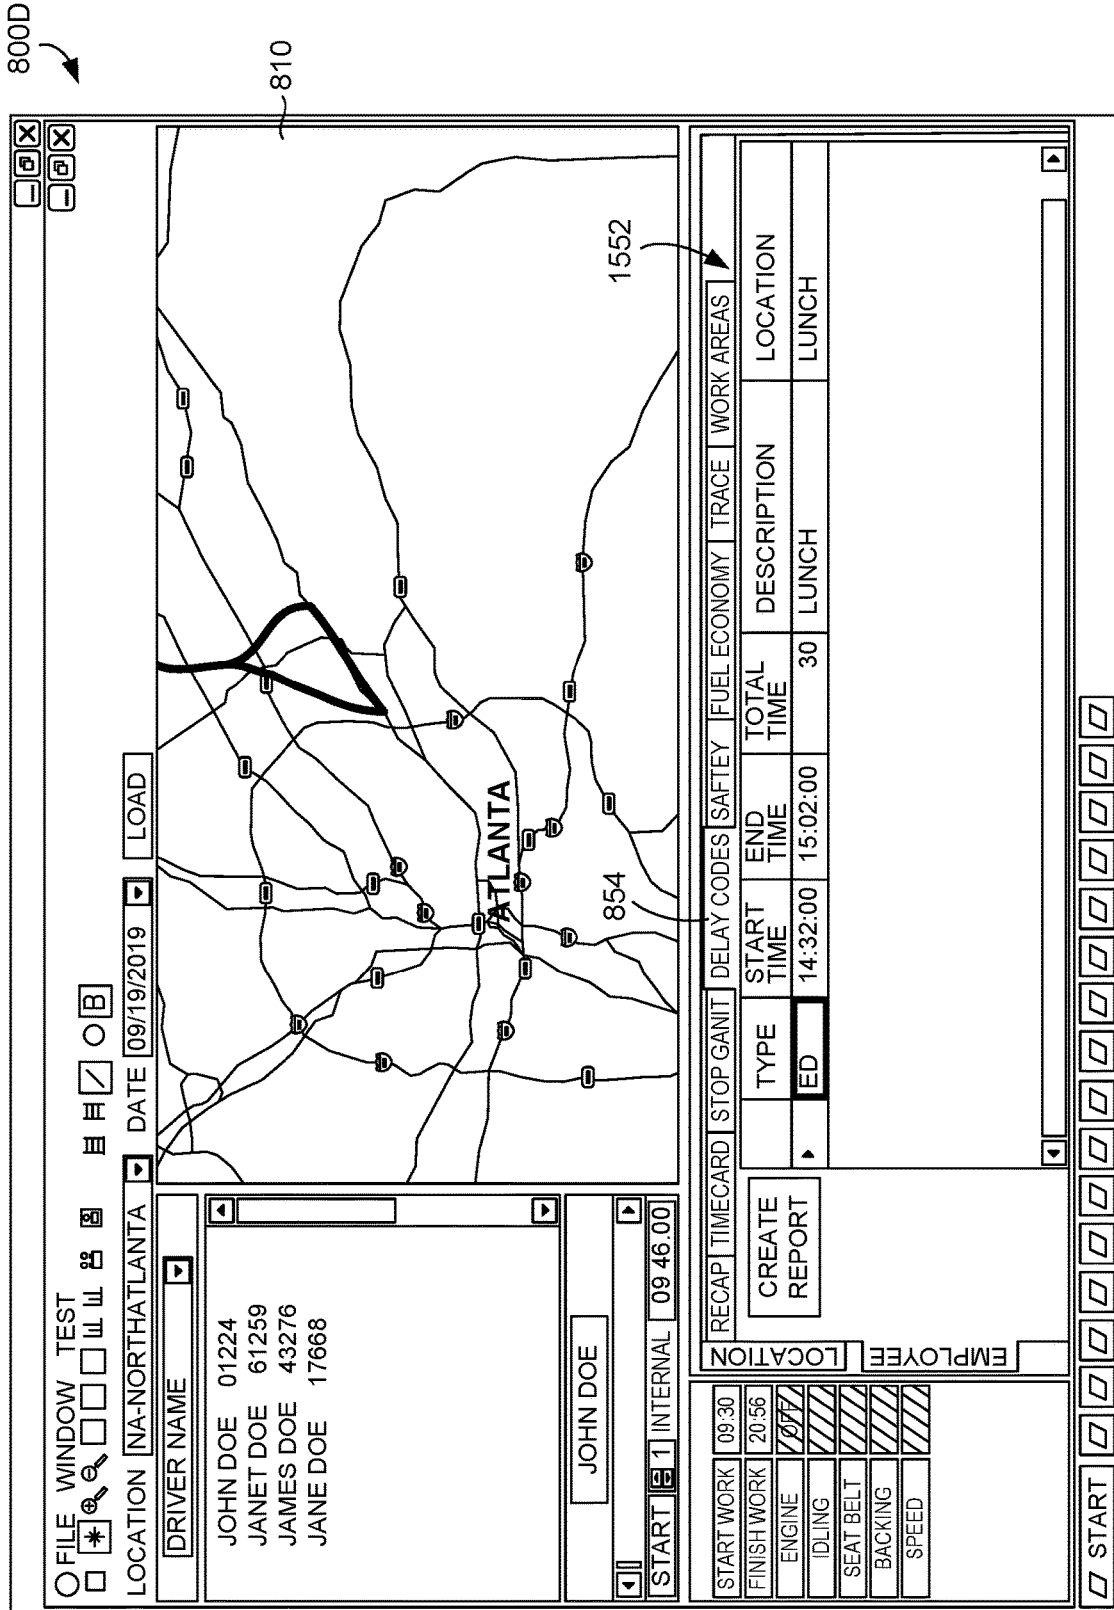 800D
FILE WINDOW TEST
B
LOCATION NA-NORTHATLANTA DATE 09/19/2019 LOAD
DRIVER NAME
JOHN DOE 01224
JANET DOE 61259
JAMES DOE 43276
JANE DOE 17668
JOHN DOE
START 1 INTERNAL 09 46.00
810
ATLANTA
START WORK 09:30
FINISH WORK 20:56
ENGINE OFF
IDLING
SEAT BELT
BACKING
SPEED
LOCATION
EMPLOYEE
854
1552
RECAP TIMECARD STOP GANIT DELAY CODES SAFTEY FUEL ECONOMY TRACE WORK AREAS
CREATE
REPORT
TYPE START TIME END TIME TOTAL TIME DESCRIPTION LOCATION
ED 14:32:00 15:02:00 30 LUNCH LUNCH
START